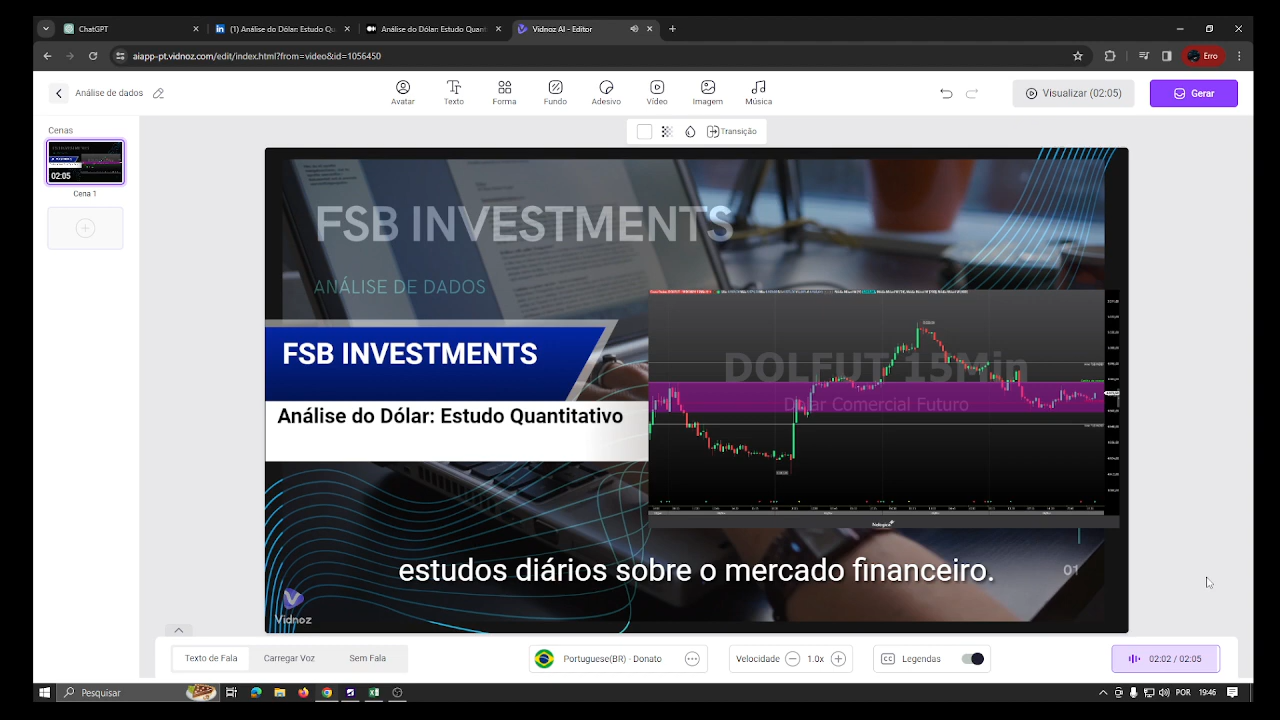 ChatGPT
(1) Análise do Dólar: Estudo Qu
Análise do Dólar: Estudo Quant
Vidnoz AI - Editor
aiapp-pt.vidnoz.com/edit/index.html?from=video&id=1056450
Erro
Análise de dados
Avatar
Texto
Forma
Fundo
Adesivo
Vídeo
Imagem
Música
Visualizar (02:05)
Gerar
Cenas
Transição
02:05
Cena 1
FSB INVESTMENTS
ANÁLISE DE DADOS
FSB INVESTMENTS
Análise do Dólar: Estudo Quantitativo
DOLFUT 15Min
Dólar Comercial Futuro
Nelogica
estudos diários sobre o mercado financeiro.
01
Vidnoz
Texto de Fala
Carregar Voz
Sem Fala
Portuguese(BR) - Donato
Velocidade
1.0x
CC
Legendas
02:02 / 02:05
Pesquisar
POR
19:46